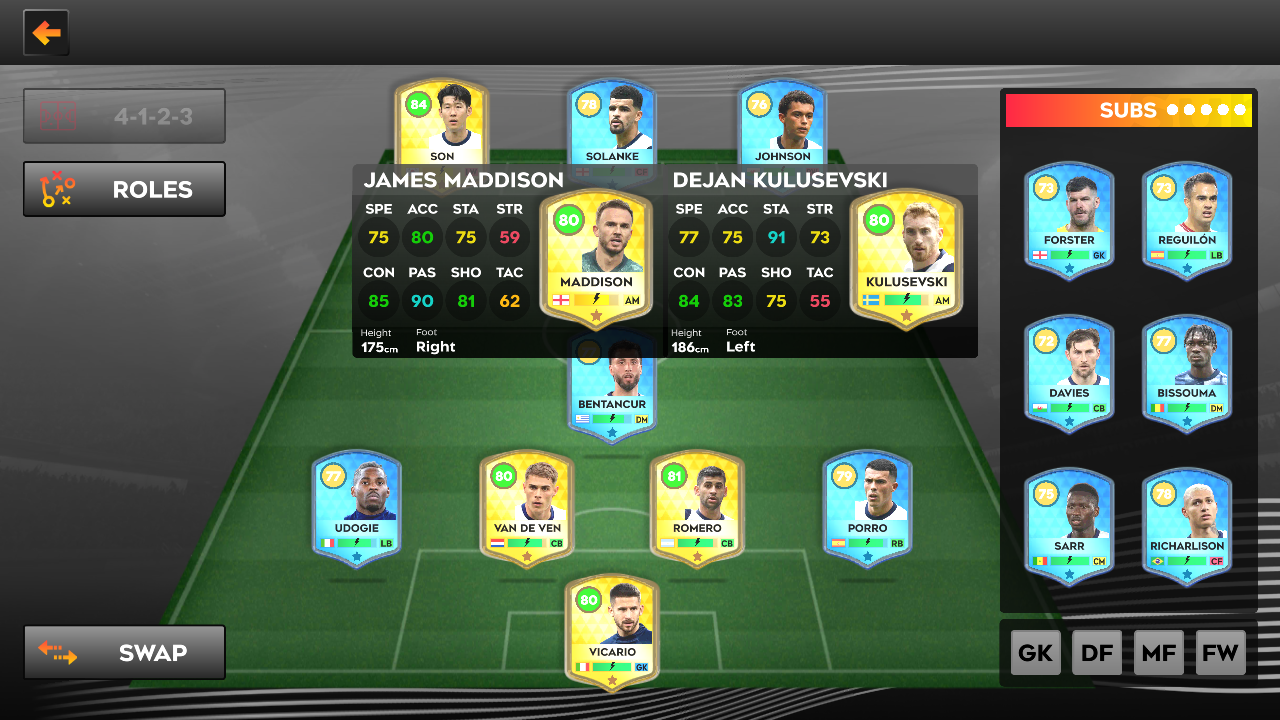 4-1-2-3
ROLES
84
SON
78
SOLANKE
CF
76
JOHNSON
JAMES MADDISON
SPE ACC STA STR
75 80 75 59
CON PAS SHO TAC
85 90 81 62
Height Foot
175cm Right
80
MADDISON
AM
DEJAN KULUSEVSKI
SPE ACC STA STR
77 75 91 73
CON PAS SHO TAC
84 83 75 55
Height Foot
186cm Left
80
KULUSEVSKI
AM
BENTANCUR
DM
77
UDOGIE
LB
80
VAN DE VEN
CB
81
ROMERO
CB
79
PORRO
RB
80
VICARIO
GK
SWAP
SUBS
73
FORSTER
GK
73
REGUILÓN
LB
72
DAVIES
CB
77
BISSOUMA
DM
75
SARR
CM
78
RICHARLISON
CF
GK DF MF FW